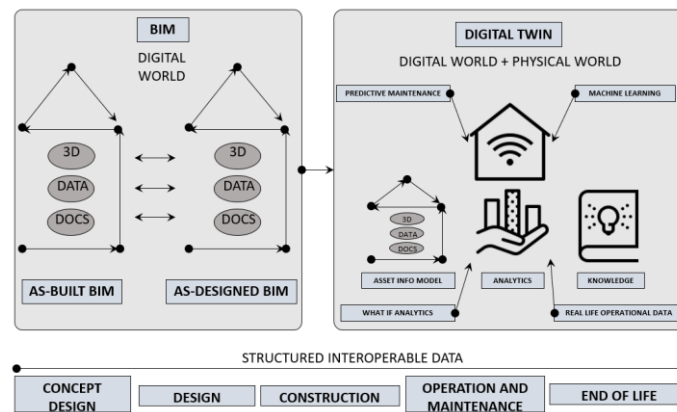 BIM
DIGITAL
WORLD
3D
DATA
DOCS
3D
DATA
DOCS
AS-BUILT BIM
AS-DESIGNED BIM
DIGITAL TWIN
DIGITAL WORLD + PHYSICAL WORLD
PREDICTIVE MAINTENANCE
MACHINE LEARNING
3D
DATA
DOCS
ASSET INFO MODEL
ANALYTICS
KNOWLEDGE
WHAT IF ANALYTICS
REAL LIFE OPERATIONAL DATA
STRUCTURED INTEROPERABLE DATA
CONCEPT
DESIGN
DESIGN
CONSTRUCTION
OPERATION AND
MAINTENANCE
END OF LIFE